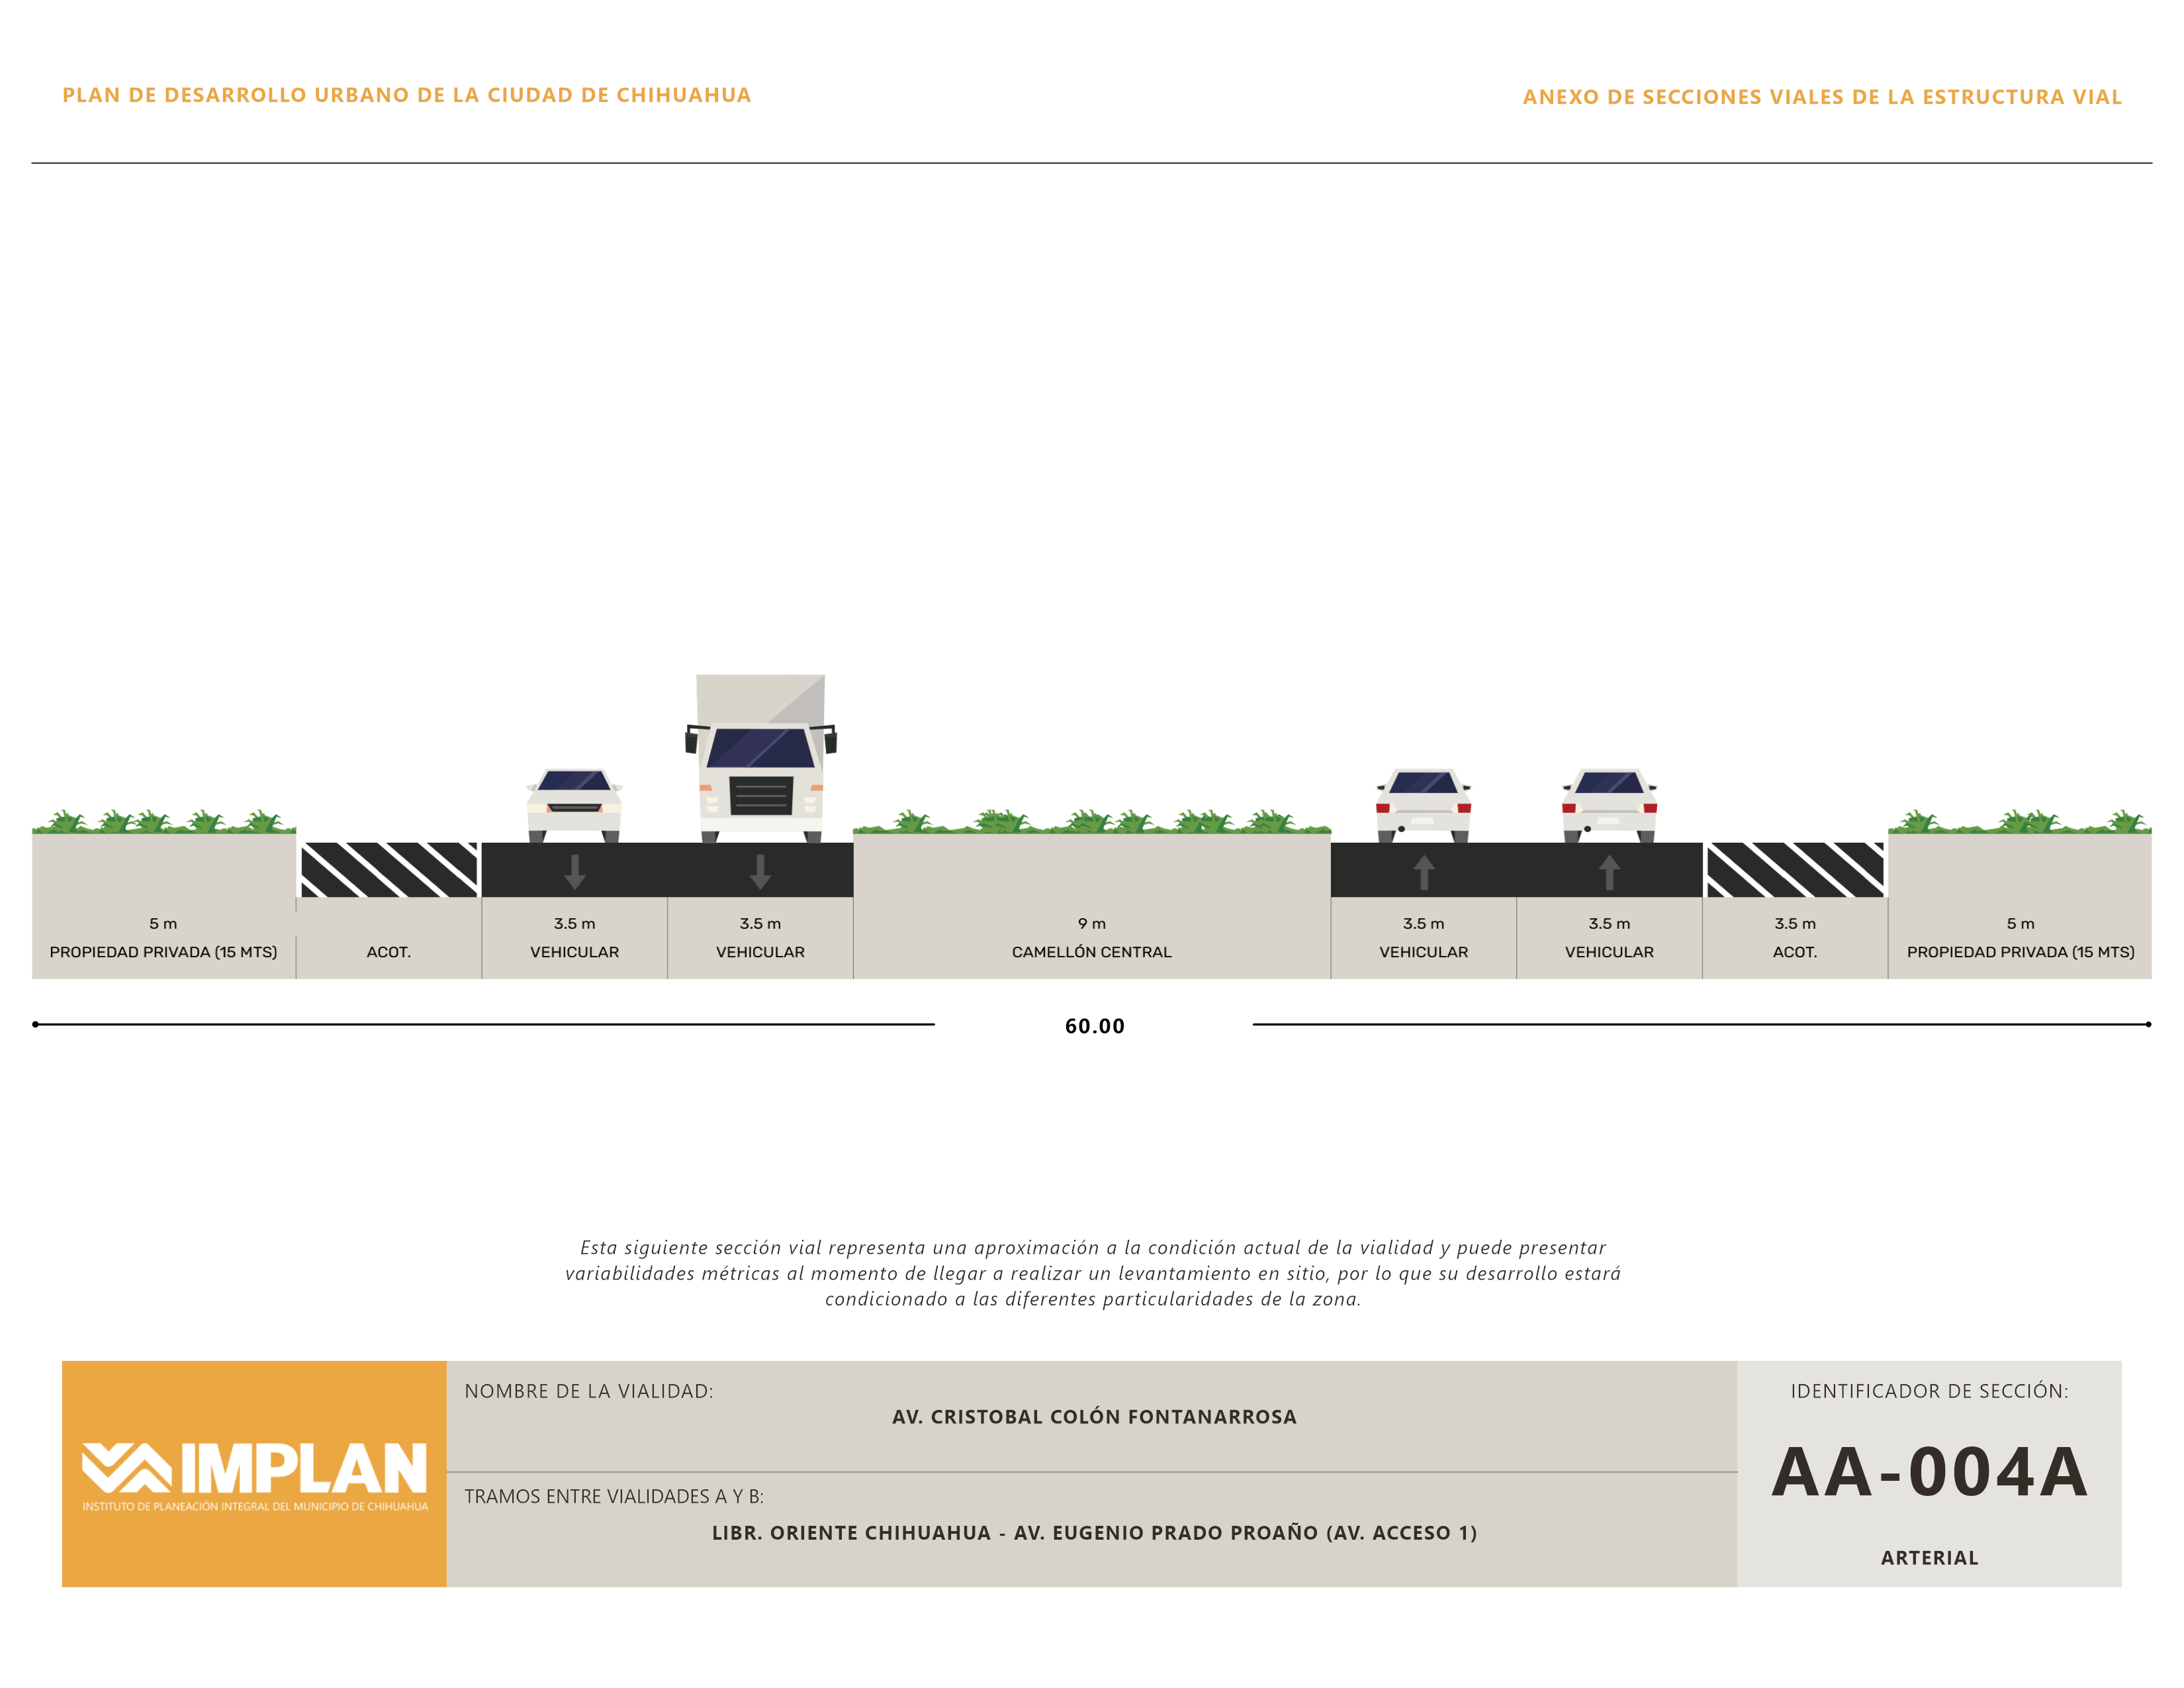 PLAN DE DESARROLLO URBANO DE LA CIUDAD DE CHIHUAHUA
ANEXO DE SECCIONES VIALES DE LA ESTRUCTURA VIAL
5 m
PROPIEDAD PRIVADA (15 MTS)
ACOT.
3.5 m
VEHICULAR
3.5 m
VEHICULAR
9 m
CAMELLÓN CENTRAL
3.5 m
VEHICULAR
3.5 m
VEHICULAR
3.5 m
ACOT.
5 m
PROPIEDAD PRIVADA (15 MTS)
60.00
Esta siguiente sección vial representa una aproximación a la condición actual de la vialidad y puede presentar
variabilidades métricas al momento de llegar a realizar un levantamiento en sitio, por lo que su desarrollo estará
condicionado a las diferentes particularidades de la zona.
IMPLAN
INSTITUTO DE PLANEACIÓN INTEGRAL DEL MUNICIPIO DE CHIHUAHUA
NOMBRE DE LA VIALIDAD:
AV. CRISTOBAL COLÓN FONTANARROSA
TRAMOS ENTRE VIALIDADES A Y B:
LIBR. ORIENTE CHIHUAHUA - AV. EUGENIO PRADO PROAÑO (AV. ACCESO 1)
IDENTIFICADOR DE SECCIÓN:
AA-004A
ARTERIAL